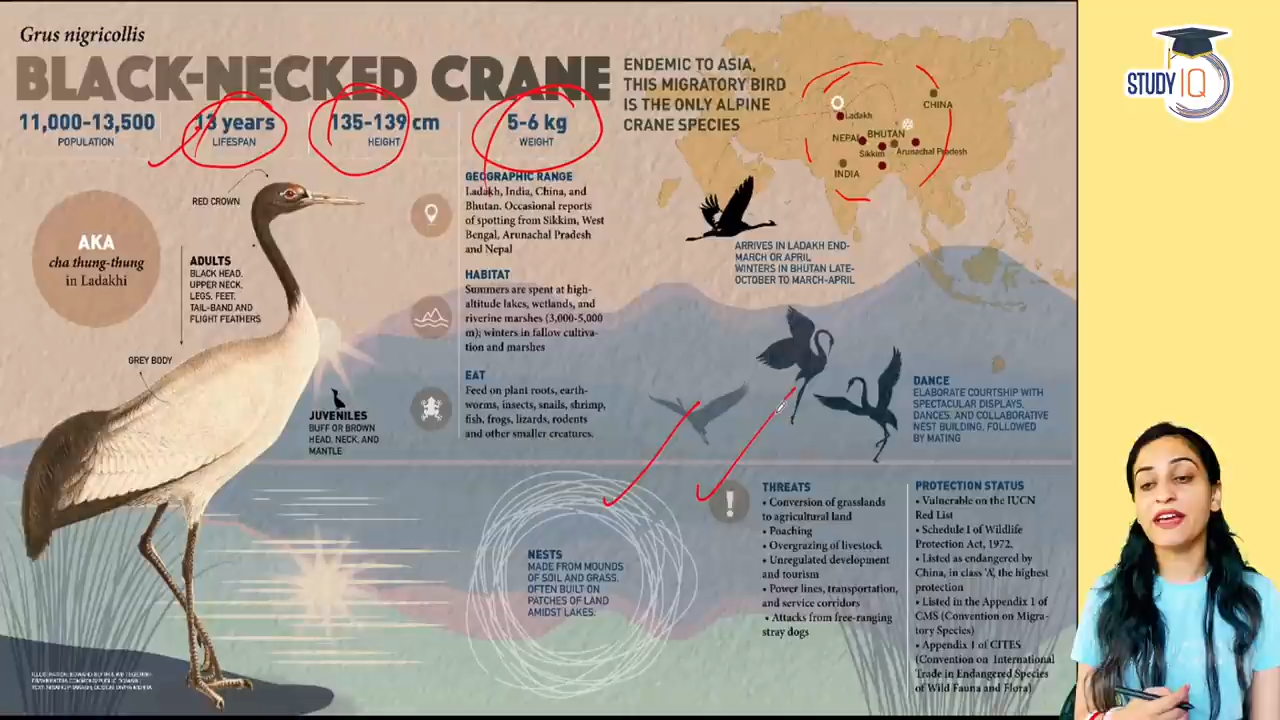 Grus nigricollis
BLACK-NECKED CRANE
11,000-13,500
POPULATION
13 years
LIFESPAN
135-139 cm
HEIGHT
5-6 kg
WEIGHT
ENDEMIC TO ASIA,
THIS MIGRATORY BIRD
IS THE ONLY ALPINE
CRANE SPECIES
CHINA
Ladakh
NEPAL
BHUTAN
Sikkim
Arunachal Pradesh
INDIA
STUDY IQ
RED CROWN
AKA
cha thung-thung
in Ladakhi
ADULTS
BLACK HEAD,
UPPER NECK,
LEGS, FEET,
TAIL-BAND AND
FLIGHT FEATHERS
GREY BODY
JUVENILES
BUFF OR BROWN
HEAD, NECK, AND
MANTLE
GEOGRAPHIC RANGE
Ladakh, India, China, and
Bhutan. Occasional reports
of spotting from Sikkim, West
Bengal, Arunachal Pradesh
and Nepal
HABITAT
Summers are spent at high-
altitude lakes, wetlands, and
riverine marshes (3,000-5,000
m); winters in fallow cultiva-
tion and marshes
EAT
Feed on plant roots, earth-
worms, insects, snails, shrimp,
fish, frogs, lizards, rodents
and other smaller creatures.
ARRIVES IN LADAKH END-
MARCH OR APRIL
WINTERS IN BHUTAN LATE-
OCTOBER TO MARCH-APRIL
DANCE
ELABORATE COURTSHIP WITH
SPECTACULAR DISPLAYS,
DANCES, AND COLLABORATIVE
NEST BUILDING, FOLLOWED
BY MATING
NESTS
MADE FROM MOUNDS
OF SOIL AND GRASS.
OFTEN BUILT ON
PATCHES OF LAND
AMIDST LAKES.
!
THREATS
• Conversion of grasslands
to agricultural land
• Poaching
• Overgrazing of livestock
• Unregulated development
and tourism
• Power lines, transportation,
and service corridors
• Attacks from free-ranging
stray dogs
PROTECTION STATUS
• Vulnerable on the IUCN
Red List
• Schedule I of Wildlife
Protection Act, 1972.
• Listed as endangered by
China, in class 'A', the highest
protection
• Listed in the Appendix 1 of
CMS (Convention on Migra-
tory Species)
• Appendix 1 of CITES
(Convention on International
Trade in Endangered Species
of Wild Fauna and Flora)